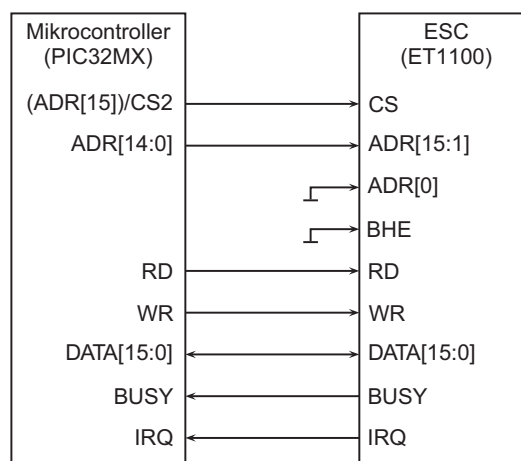 Mikrocontroller ESC
(PIC32MX) (ET1100)
(ADR[15])/CS2 CS
ADR[14:0] ADR[15:1]
ADR[0]
BHE
RD RD
WR WR
DATA[15:0] DATA[15:0]
BUSY BUSY
IRQ IRQ